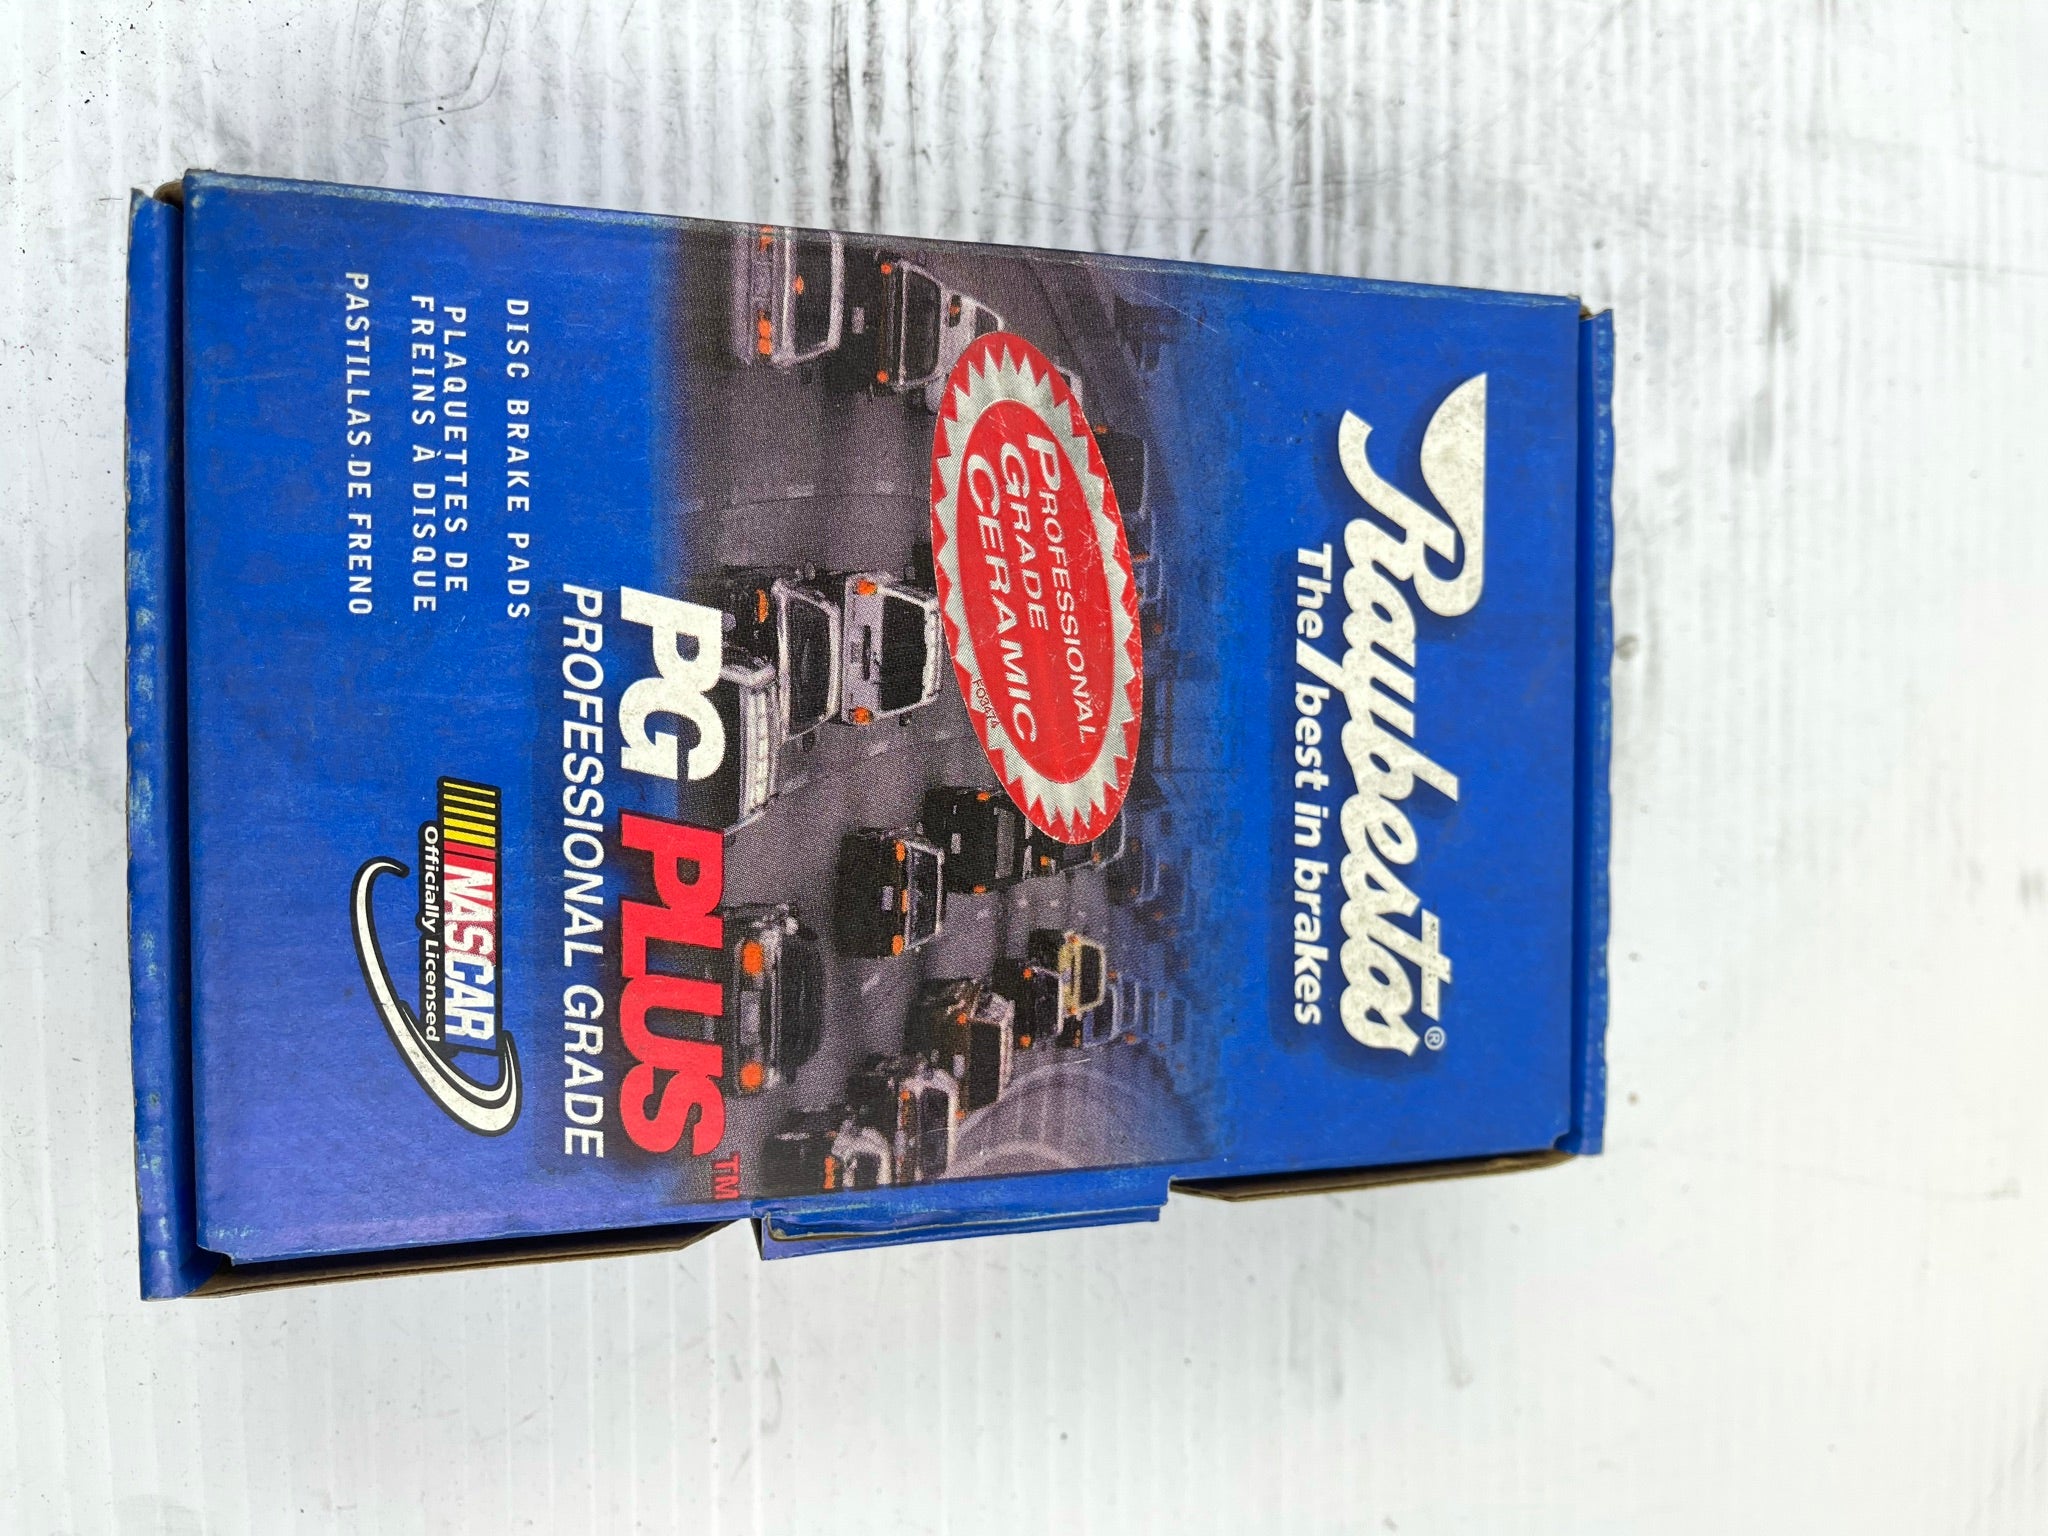 Raybestos®
The best in brakes
PROFESSIONAL
GRADE
CERAMIC
F03674
PG PLUS™
PROFESSIONAL GRADE
DISC BRAKE PADS
PLAQUETTES DE
FREINS À DISQUE
PASTILLAS DE FRENO
NASCAR
Officially Licensed